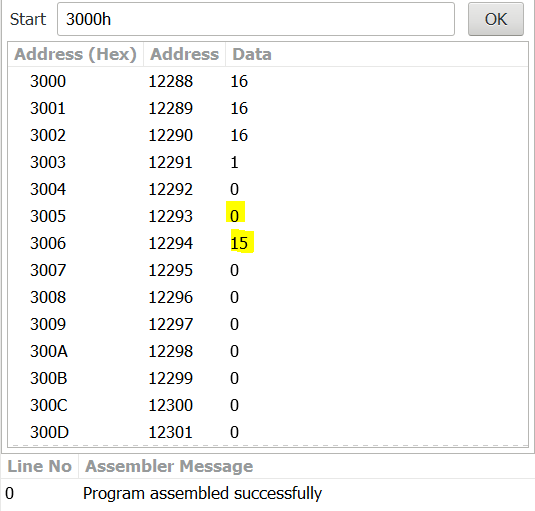 Start 3000h OK
Address (Hex) Address Data
3000 12288 16
3001 12289 16
3002 12290 16
3003 12291 1
3004 12292 0
3005 12293 0
3006 12294 15
3007 12295 0
3008 12296 0
3009 12297 0
300A 12298 0
300B 12299 0
300C 12300 0
300D 12301 0
Line No Assembler Message
0 Program assembled successfully